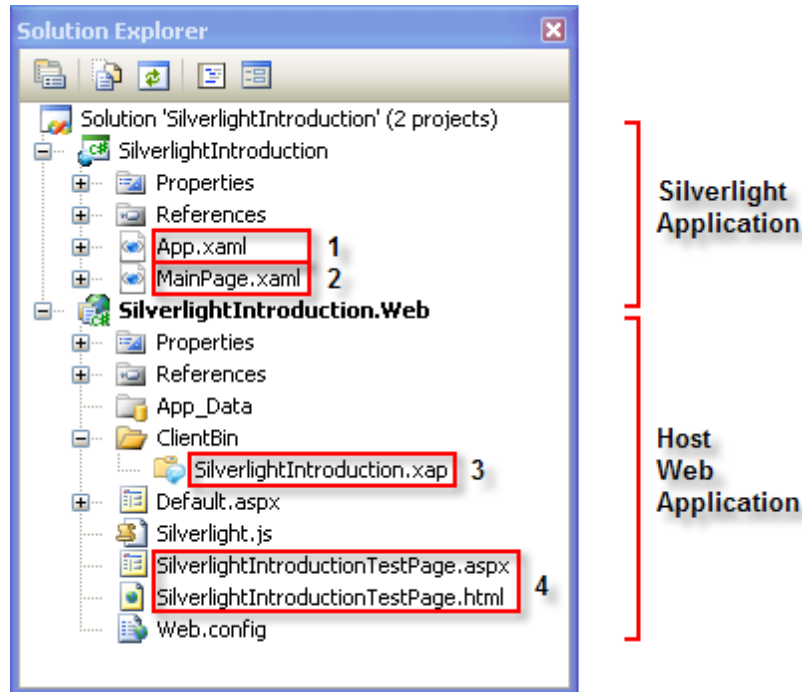 Solution Explorer
Solution 'SilverlightIntroduction' (2 projects)
SilverlightIntroduction
Properties
References
App.xaml 1
MainPage.xaml 2
SilverlightIntroduction.Web
Properties
References
App_Data
ClientBin
SilverlightIntroduction.xap 3
Default.aspx
Silverlight.js
SilverlightIntroductionTestPage.aspx
SilverlightIntroductionTestPage.html
4
Web.config
Silverlight
Application
Host
Web
Application